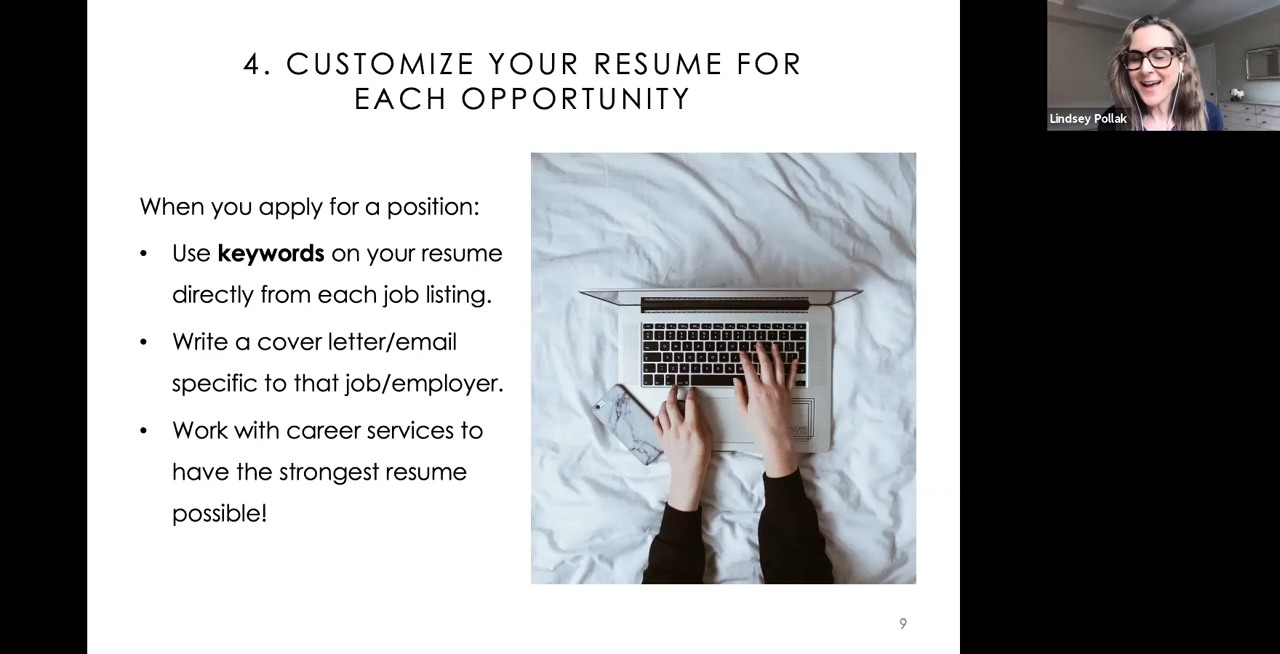 4. CUSTOMIZE YOUR RESUME FOR
EACH OPPORTUNITY
When you apply for a position:
• Use keywords on your resume
directly from each job listing.
• Write a cover letter/email
specific to that job/employer.
• Work with career services to
have the strongest resume
possible!
9
Lindsey Pollak